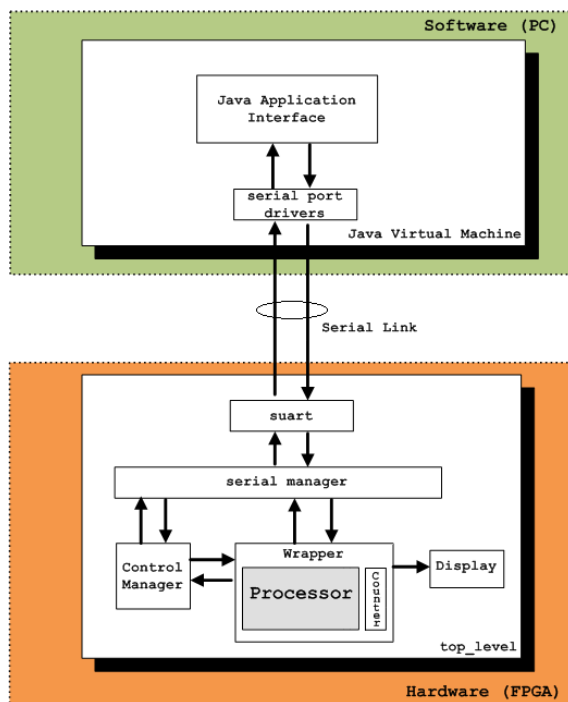 Software (PC)
Java Application
Interface
serial port
drivers
Java Virtual Machine
Serial Link
suart
serial manager
Control
Manager
Wrapper
Processor
Counter
Display
top_level
Hardware (FPGA)